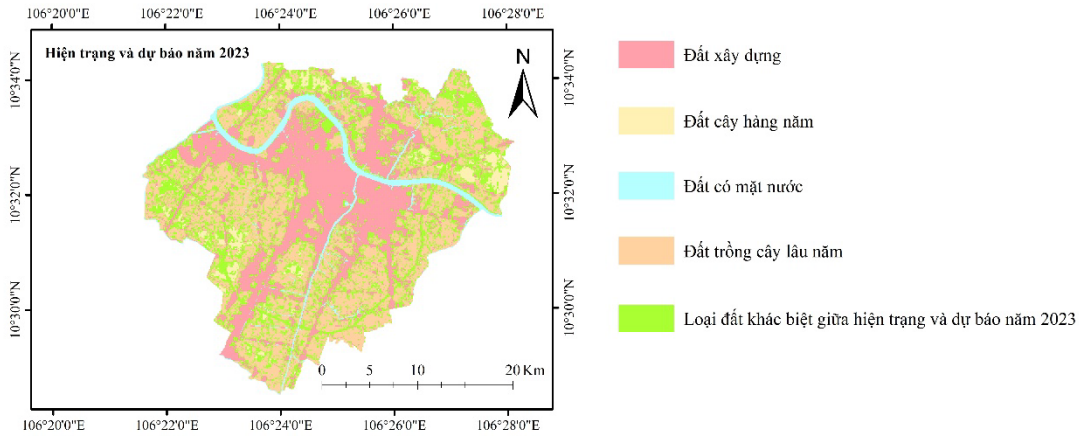 106°20'0"E 106°22'0"E 106°24'0"E 106°26'0"E 106°28'0"E
Hiện trạng và dự báo năm 2023
N
10°34'0"N
10°32'0"N
10°30'0"N
10°34'0"N
10°32'0"N
10°30'0"N
0 5 10 20 Km
106°20'0"E 106°22'0"E 106°24'0"E 106°26'0"E 106°28'0"E
Đất xây dựng
Đất cây hàng năm
Đất có mặt nước
Đất trồng cây lâu năm
Loại đất khác biệt giữa hiện trạng và dự báo năm 2023